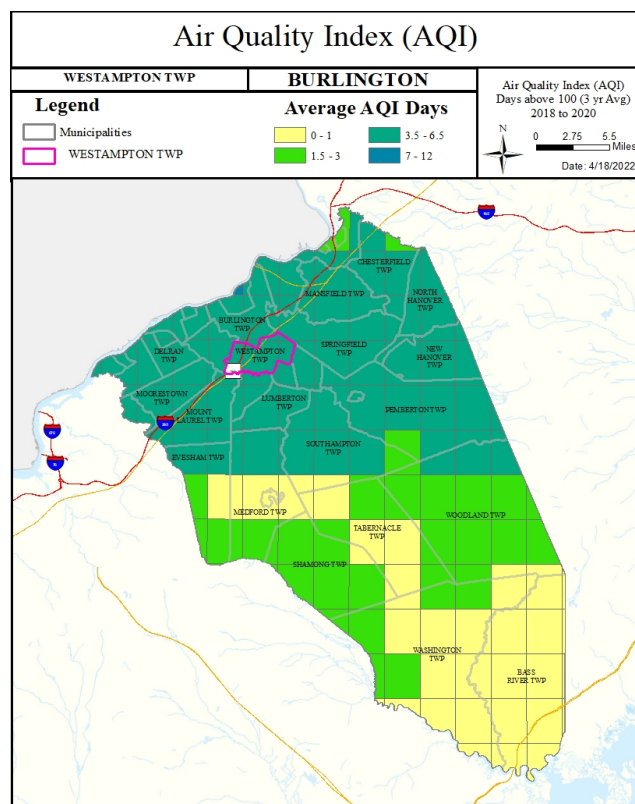 Air Quality Index (AQI)
WESTAMPTON TWP
BURLINGTON
Legend
Municipalities
WESTAMPTON TWP
Average AQI Days
0 - 1
3.5 - 6.5
1.5 - 3
7 - 12
Air Quality Index (AQI)
Days above 100 (3 yr Avg)
2018 to 2020
N
0 2.75 5.5
Miles
Date: 4/18/2022
CHESTERFIELD
TWP
MANSFIELD TWP
NORTH
HANOVER
TWP
BURLINGTON
TWP
SPRINGFIELD
TWP
NEW
HANOVER
TWP
DELRAN
TWP
WESTAMPTON
TWP
MOORESTOWN
TWP
LUMBERTON
TWP
MOUNT
LAUREL TWP
PEMBERTON TWP
SOUTHAMPTON
TWP
EVESHAM TWP
MEDFORD TWP
WOODLAND TWP
TABERNACLE
TWP
SHAMONG TWP
WASHINGTON
TWP
BASS
RIVER TWP